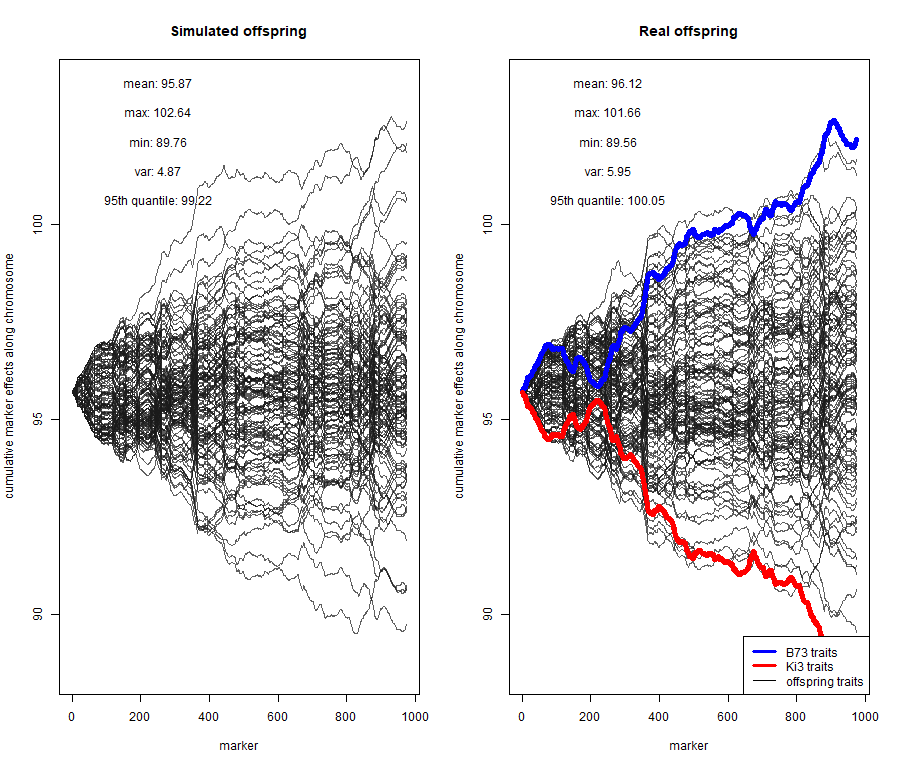 Simulated offspring
mean: 95.87
max: 102.64
min: 89.76
var: 4.87
95th quantile: 99.22
cumulative marker effects along chromosome
100
95
90
0 200 400 600 800 1000
marker
Real offspring
mean: 96.12
max: 101.66
min: 89.56
var: 5.95
95th quantile: 100.05
cumulative marker effects along chromosome
100
95
90
B73 traits
Ki3 traits
offspring traits
0 200 400 600 800 1000
marker